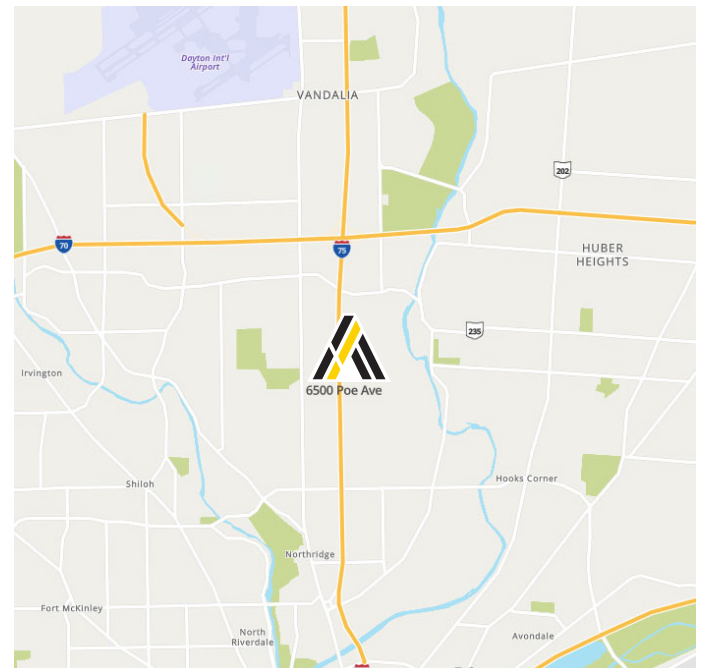 Dayton Int'l
Airport
VANDALIA
202
70
75
HUBER
HEIGHTS
235
Irvington
6500 Poe Ave
Shiloh
Hooks Corner
Northridge
Fort McKinley
North
Riverdale
Avondale